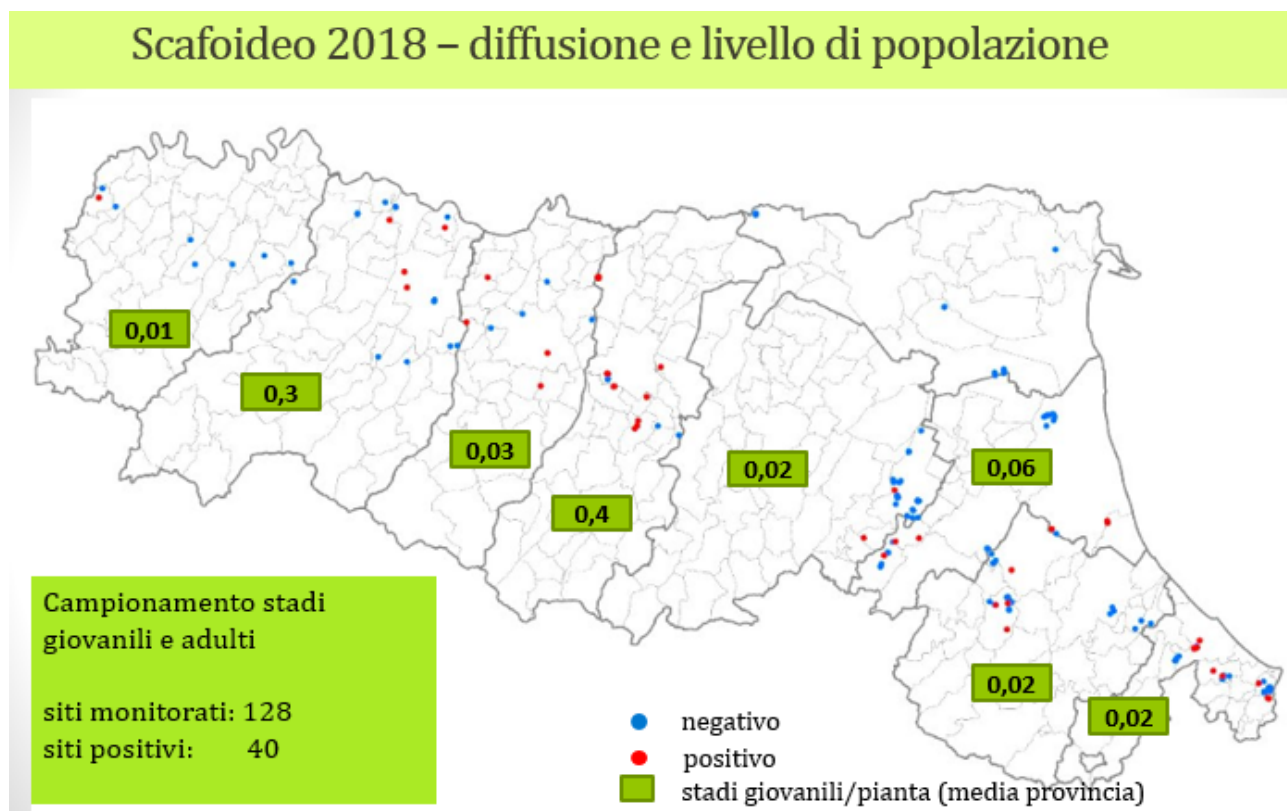 Scafoideo 2018 – diffusione e livello di popolazione
0,01
0,3
0,03
0,4
0,02
0,06
0,02
0,02
Campionamento stadi
giovanili e adulti
siti monitorati: 128
siti positivi: 40
negativo
positivo
stadi giovanili/pianta (media provincia)